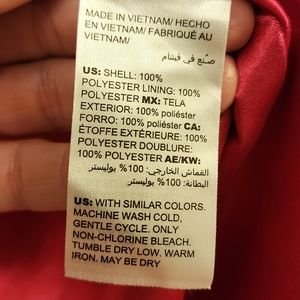 MADE IN VIETNAM/ HECHO
EN VIETNAM/ FABRIQUÉ AU
VIETNAM/
صنع في فيتنام
US: SHELL: 100%
POLYESTER LINING: 100%
POLYESTER MX: TELA
EXTERIOR: 100% poliéster
FORRO: 100% poliéster CA:
ÉTOFFE EXTÉRIEURE: 100%
POLYESTER DOUBLURE:
100% POLYESTER AE/KW:
القماش الخارجي: 100% بوليستر
البطانة: 100% بوليستر
US: WITH SIMILAR COLORS.
MACHINE WASH COLD,
GENTLE CYCLE. ONLY
NON-CHLORINE BLEACH.
TUMBLE DRY LOW. WARM
IRON. MAY BE DRY